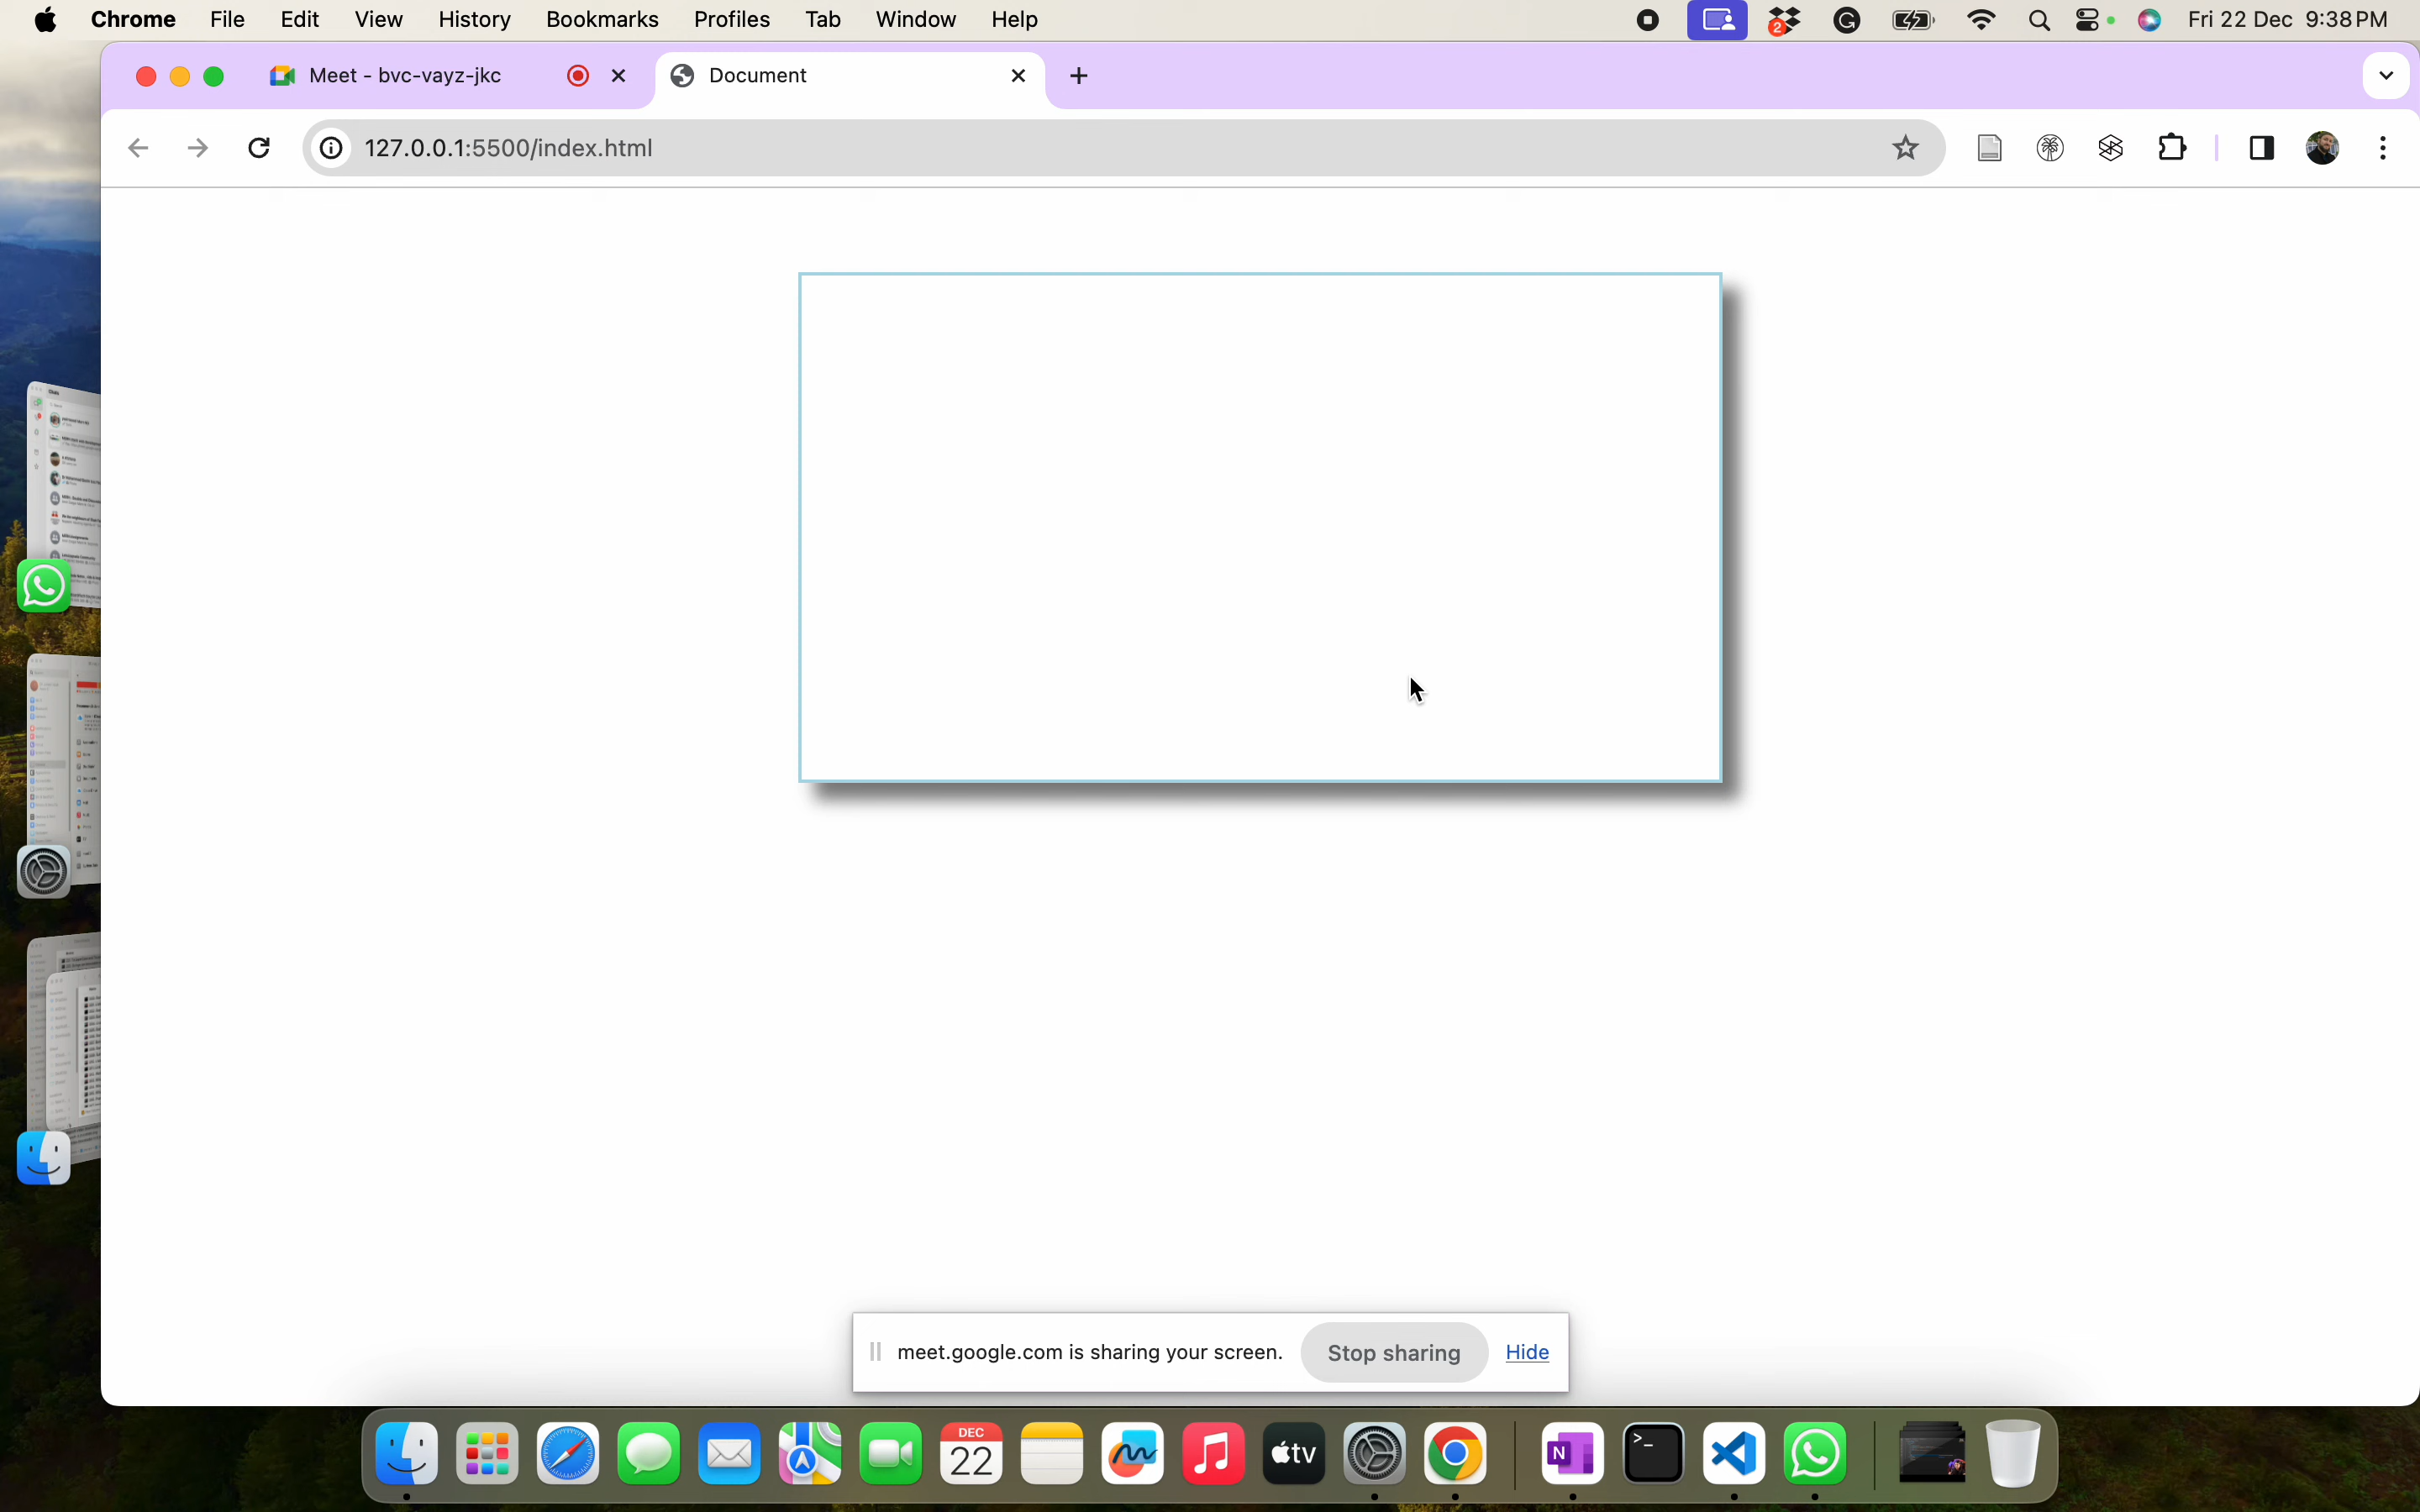 Chrome File Edit View History Bookmarks Profiles Tab Window Help 2 Fri 22 Dec 9:38 PM
Meet - bvc-vayz-jkc Document
127.0.0.1:5500/index.html
meet.google.com is sharing your screen. Stop sharing Hide
DEC
22
tv
N
>_